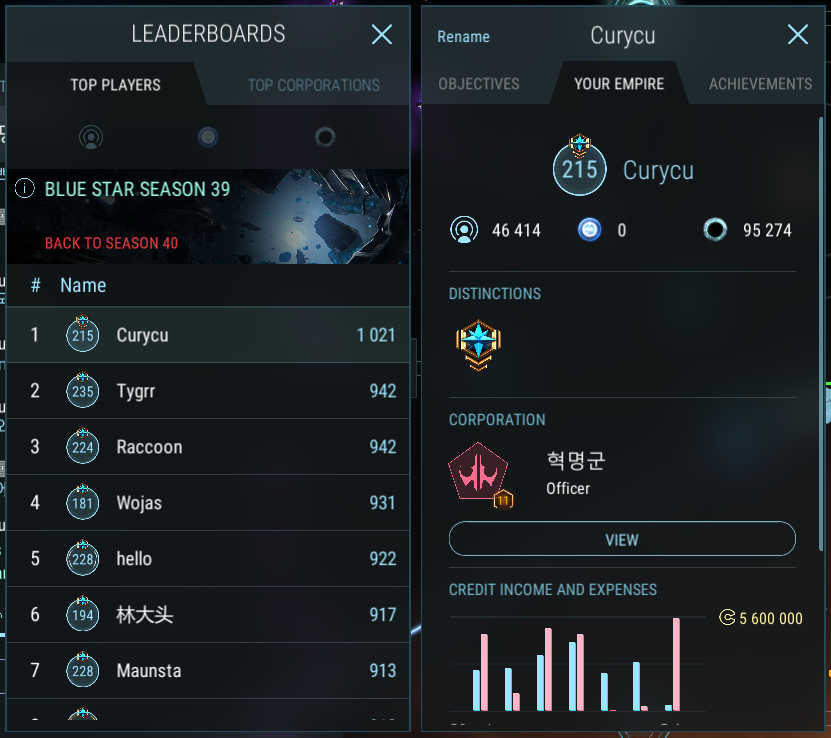 LEADERBOARDS
TOP PLAYERS
TOP CORPORATIONS
BLUE STAR SEASON 39
BACK TO SEASON 40
# Name
1 215 Curycu 1 021
2 235 Tygrr 942
3 224 Raccoon 942
4 181 Wojas 931
5 228 hello 922
6 194 林大头 917
7 228 Maunsta 913
Rename
Curycu
OBJECTIVES
YOUR EMPIRE
ACHIEVEMENTS
215 Curycu
46 414 0 95 274
DISTINCTIONS
CORPORATION
혁명군
Officer
11
VIEW
CREDIT INCOME AND EXPENSES
5 600 000